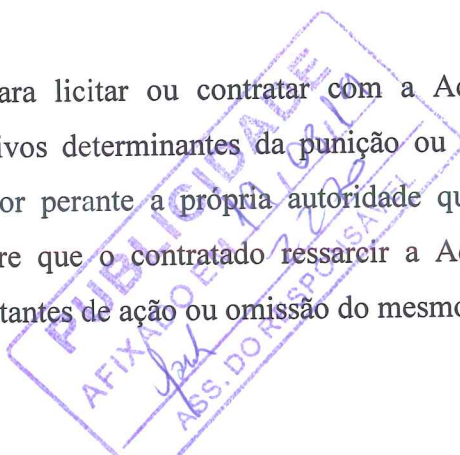 ara licitar ou contratar com a Ad
ivos determinantes da punição ou
or perante a própria autoridade qu
re que o contratado ressarcir a Ad
tantes de ação ou omissão do mesmo
PUBLICIDADE
AFIXADO EM
ASS. DO RESPONSÁVEL